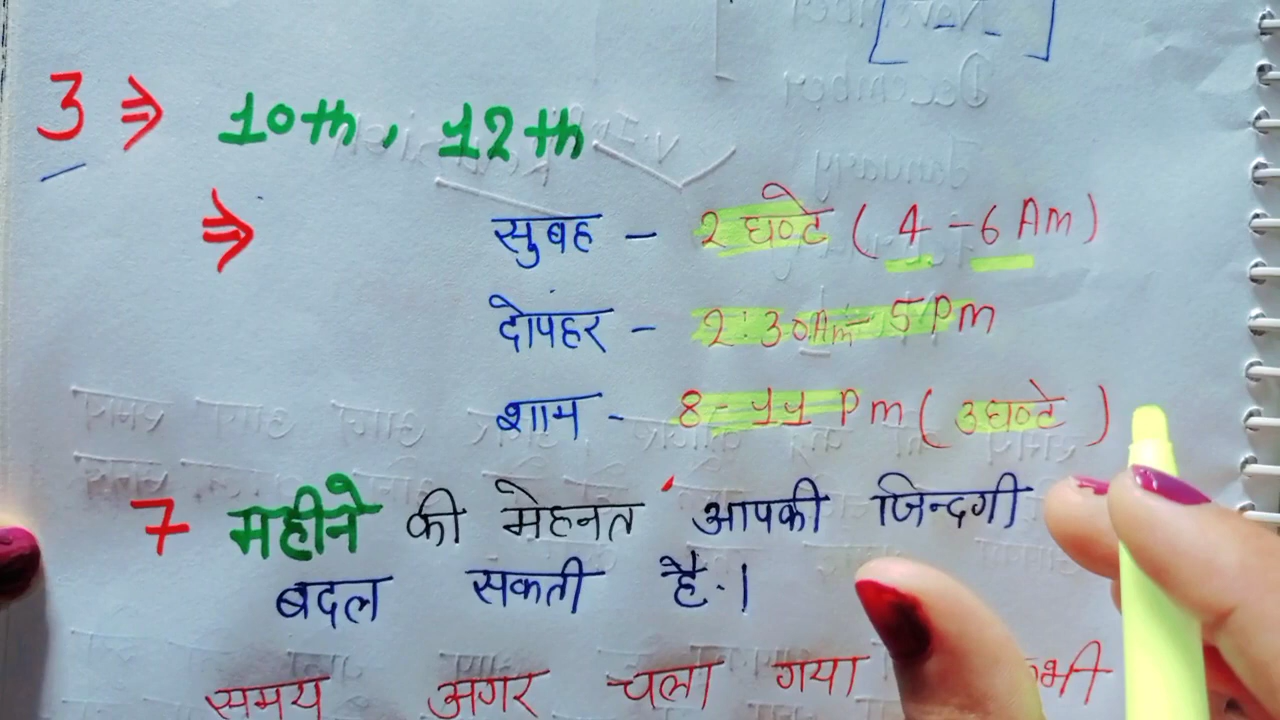 3 ⇒ 10th, 12th
⇒ सुबह - 2 घण्टे ( 4 - 6 Am )
दोपहर - 2:30 Am - 5 Pm
शाम - 8 - 11 Pm ( 3 घण्टे )
7 महीने की मेहनत आपकी जिन्दगी
बदल सकती है।
समय अगर चला गया